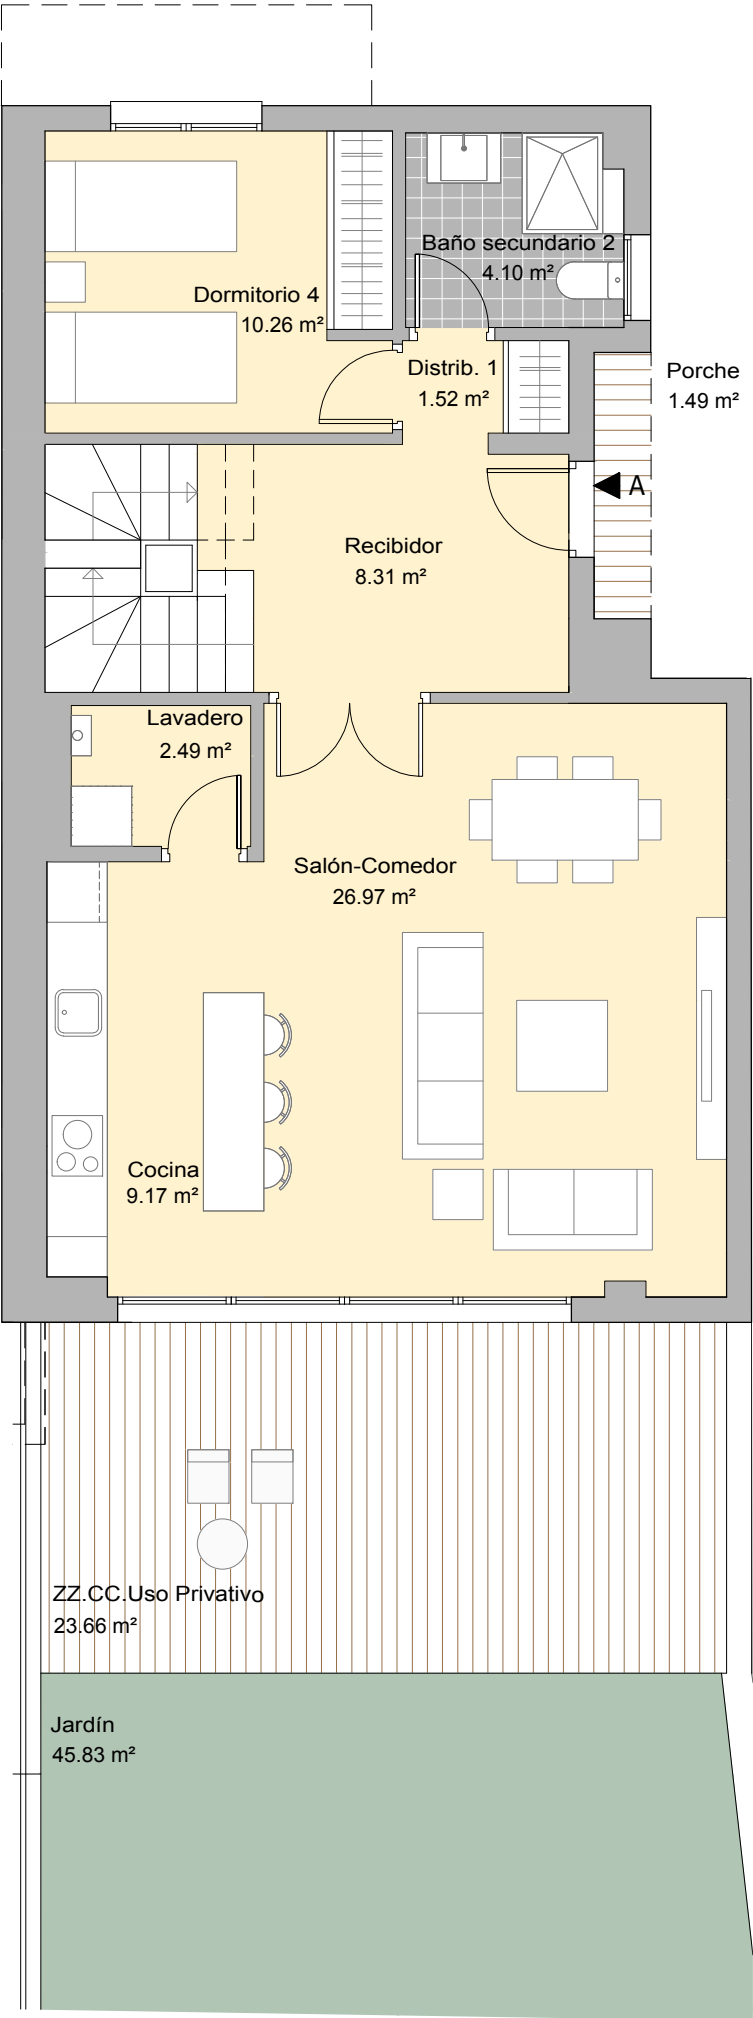 Baño secundario 2
4.10 m²
Dormitorio 4
10.26 m²
Distrib. 1
1.52 m²
Porche
1.49 m²
A
Recibidor
8.31 m²
Lavadero
2.49 m²
Salón-Comedor
26.97 m²
Cocina
9.17 m²
ZZ.CC.Uso Privativo
23.66 m²
Jardín
45.83 m²